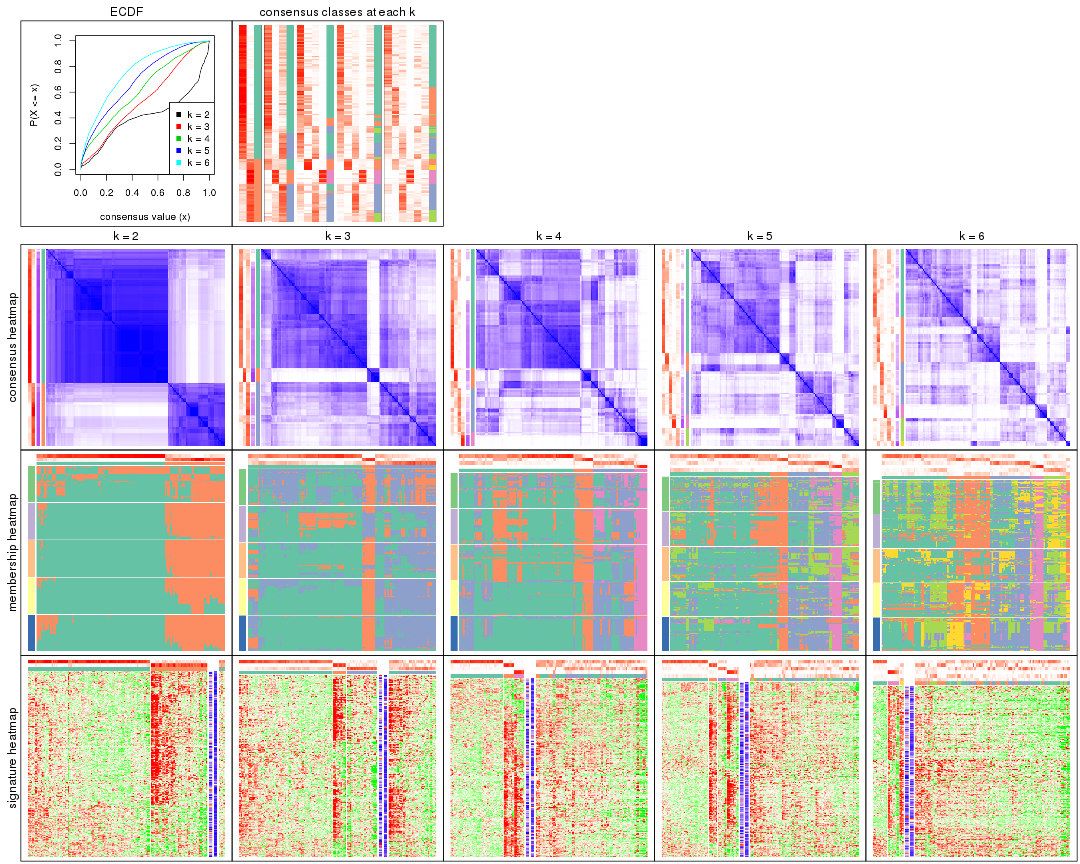 ECDF
consensus classes at each k
P(X <= x)
0.0 0.2 0.4 0.6 0.8 1.0
k = 2
k = 3
k = 4
k = 5
k = 6
0.0 0.2 0.4 0.6 0.8 1.0
consensus value (x)
k = 2
k = 3
k = 4
k = 5
k = 6
consensus heatmap
membership heatmap
signature heatmap